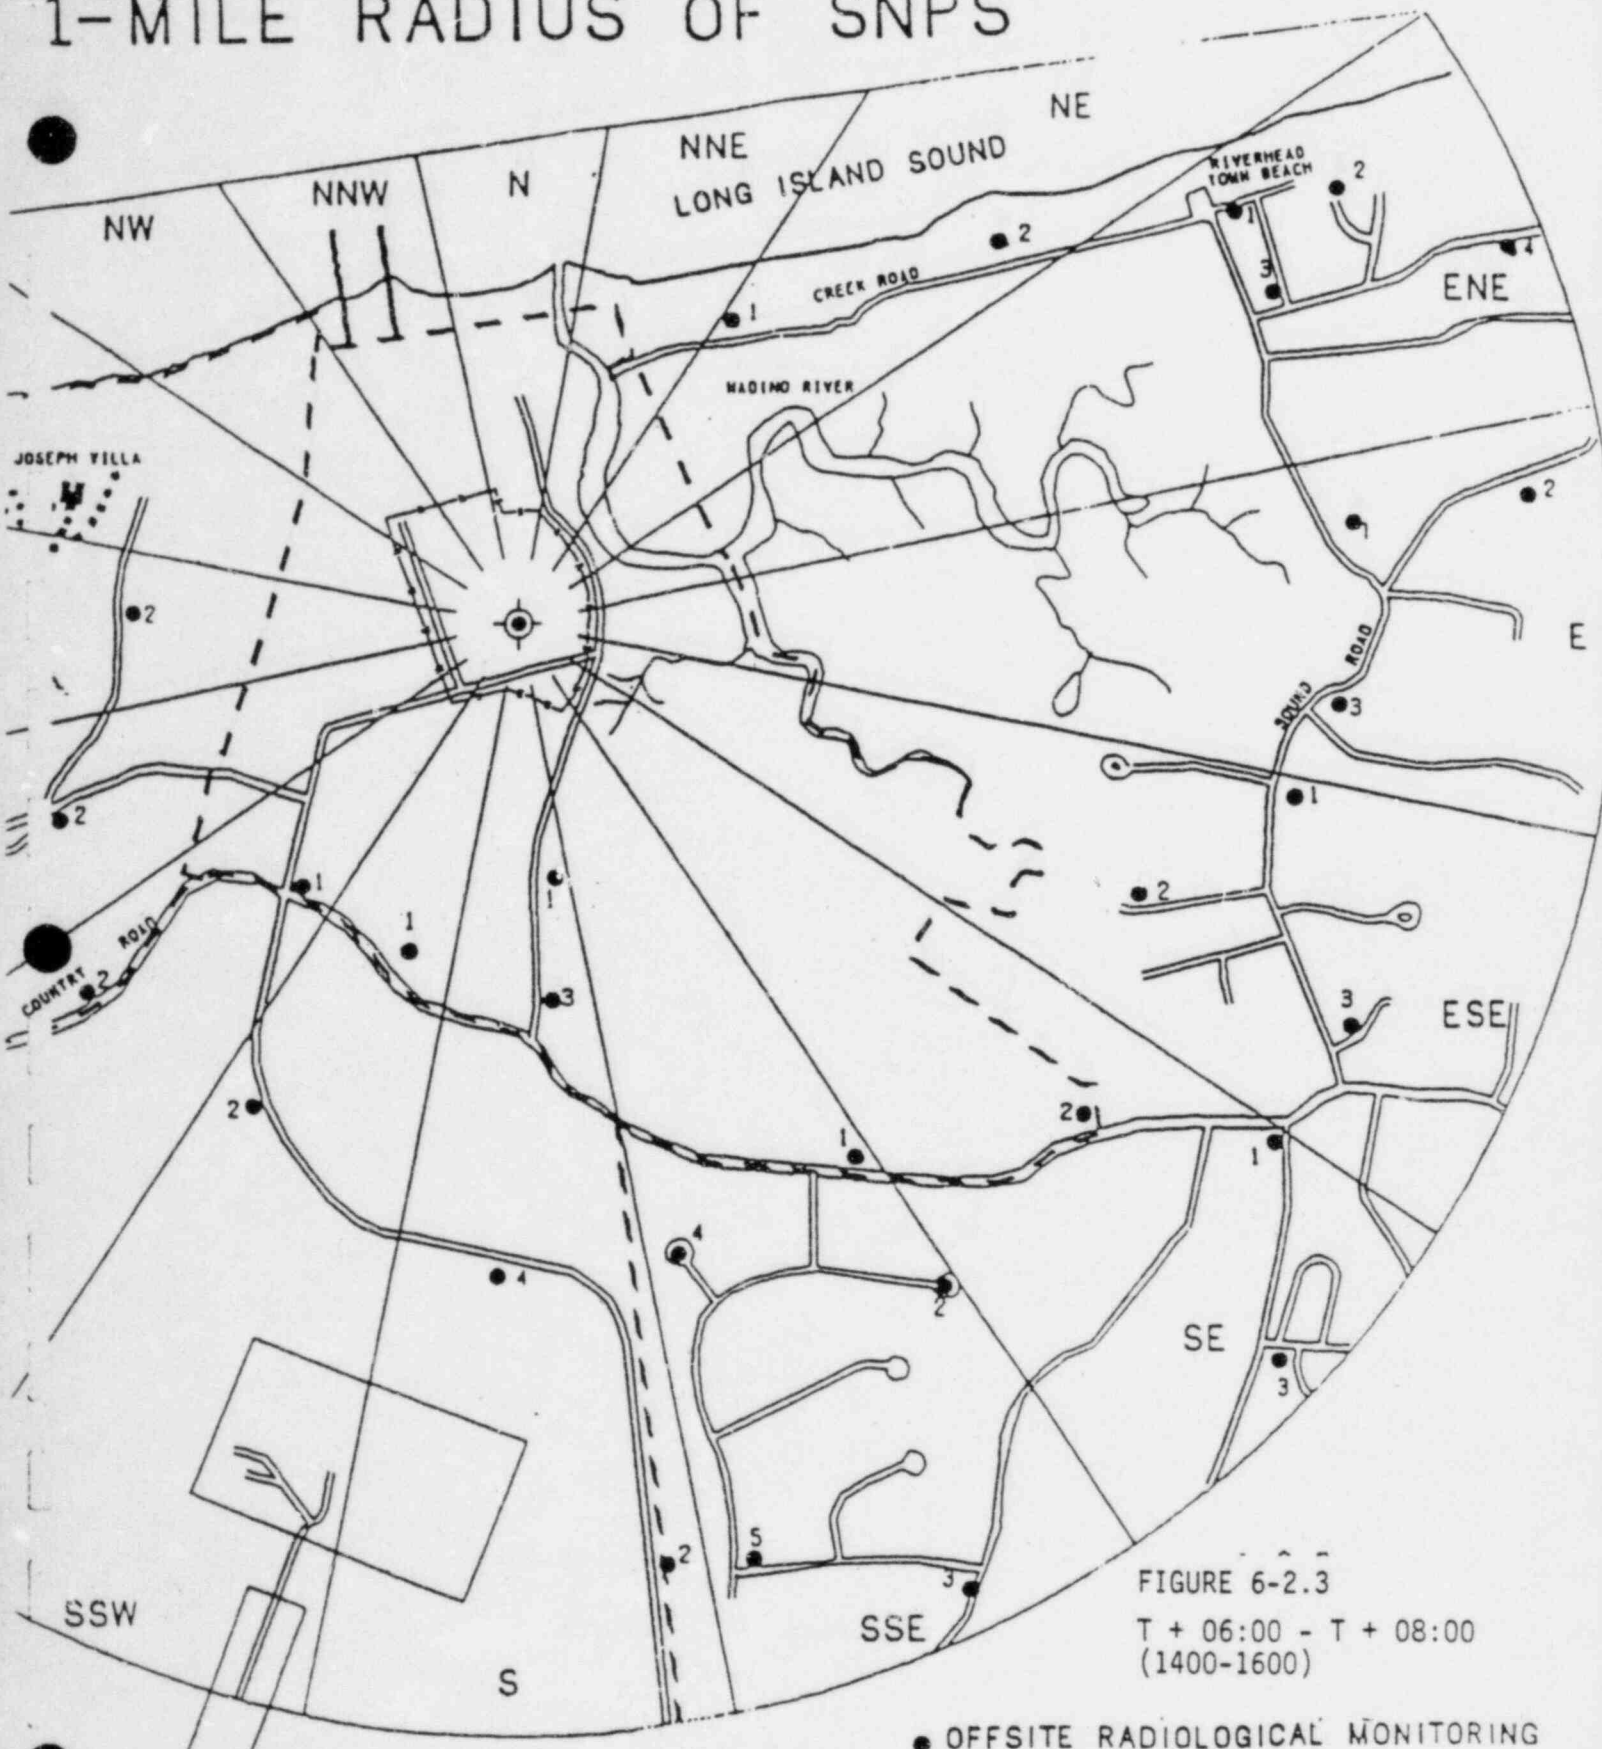 1-MILE RADIUS OF SNPS
NE
NNE
N
NNW
NW
LONG ISLAND SOUND
RIVERHEAD
TOWN BEACH
2
1
2
4
3
ENE
CREEK ROAD
1
WADING RIVER
JOSEPH VILLA
2
1
2
E
SOUND ROAD
3
1
2
2
1
1
1
COUNTRY ROAD
2
3
3
ESE
2
2
1
1
4
4
2
SE
3
5
2
3
SSW
SSE
S
FIGURE 6-2.3
T + 06:00 - T + 08:00
(1400-1600)
OFFSITE RADIOLOGICAL MONITORING